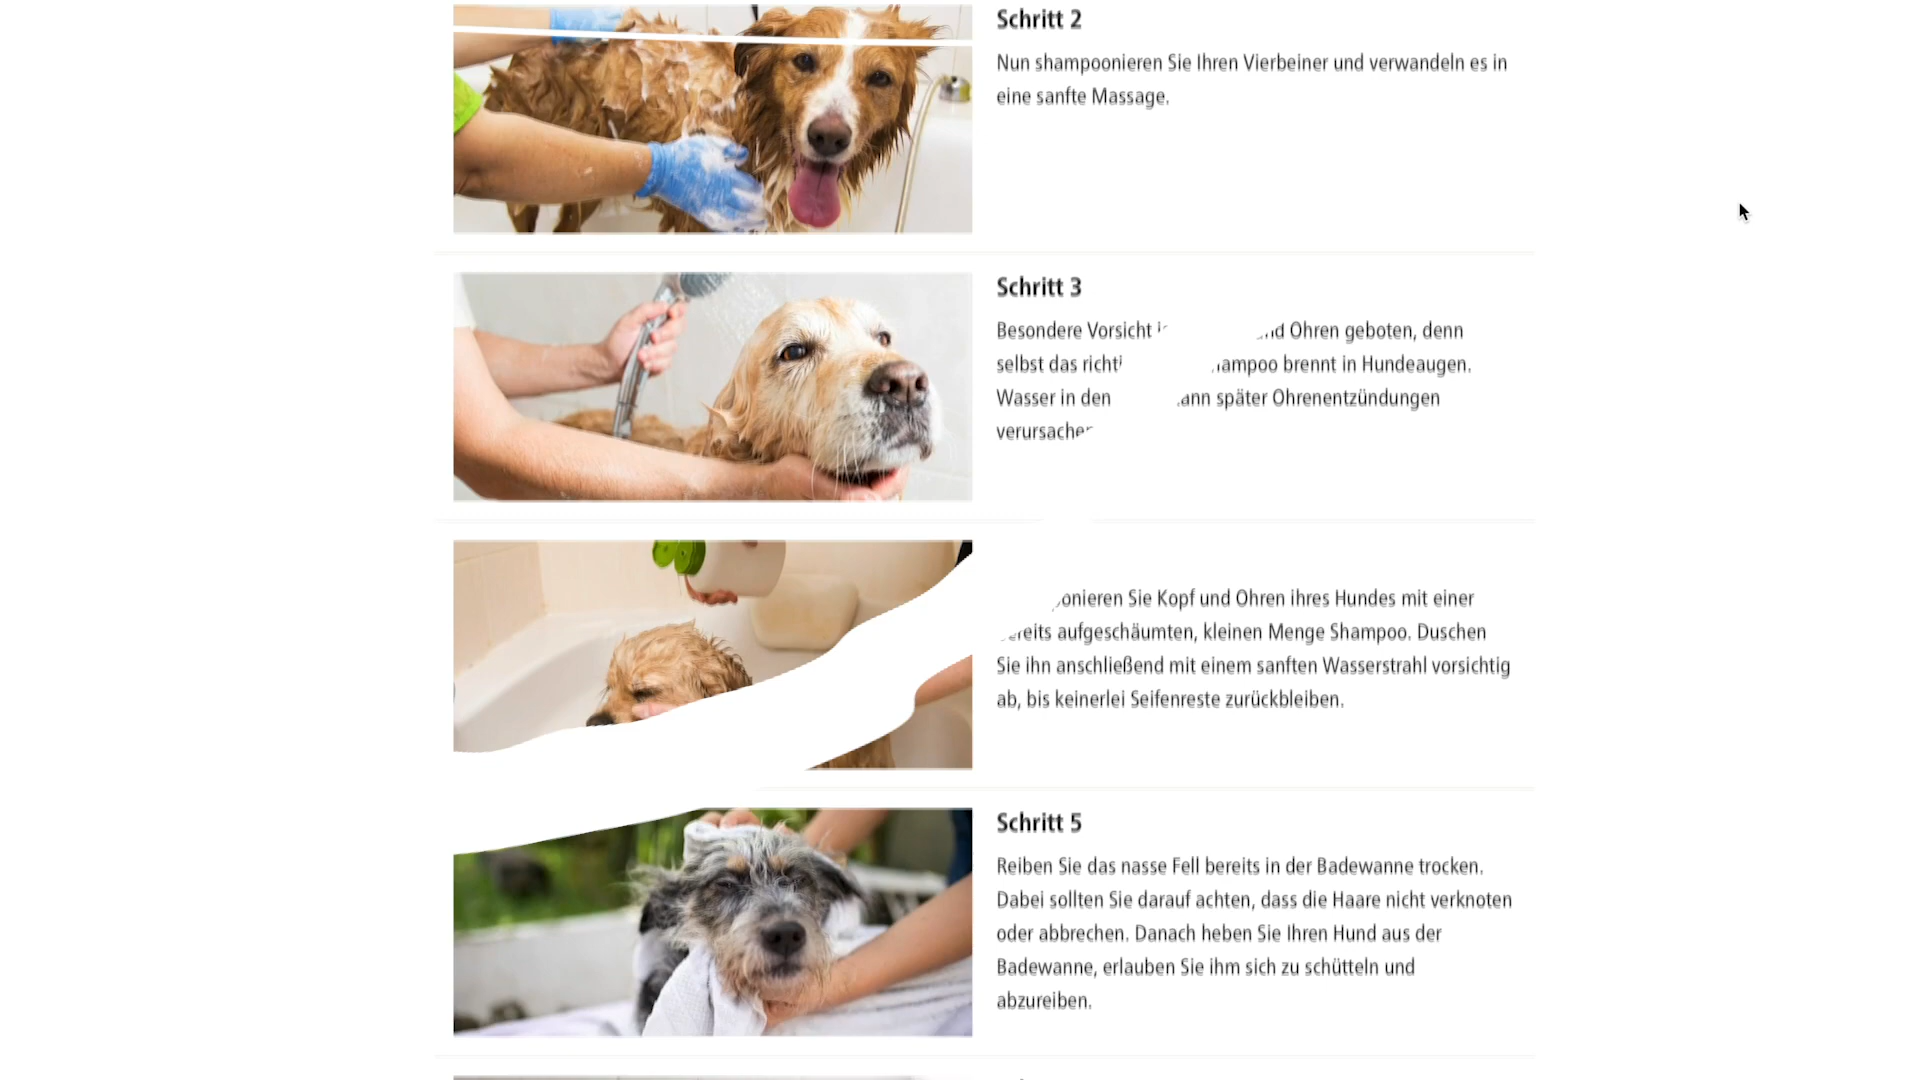 Schritt 2
Nun shampoonieren Sie Ihren Vierbeiner und verwandeln es in
eine sanfte Massage.
Schritt 3
Besondere Vorsicht Ohren geboten, denn
selbst das brennt in Hundeaugen.
Wasser in den später Ohrenentzündungen
Sie Kopf und Ohren ihres Hundes mit einer
aufgeschäumten, kleinen Menge Shampoo. Duschen
Sie ihn anschließend mit einem sanften Wasserstrahl vorsichtig
ab, bis keinerlei Seifenreste zurückbleiben.
Schritt 5
Reiben Sie das nasse Fell bereits in der Badewanne trocken.
Dabei sollten Sie darauf achten, dass die Haare nicht verknoten
oder abbrechen. Danach heben Sie Ihren Hund aus der
Badewanne, erlauben Sie ihm sich zu schütteln und
abzureiben.